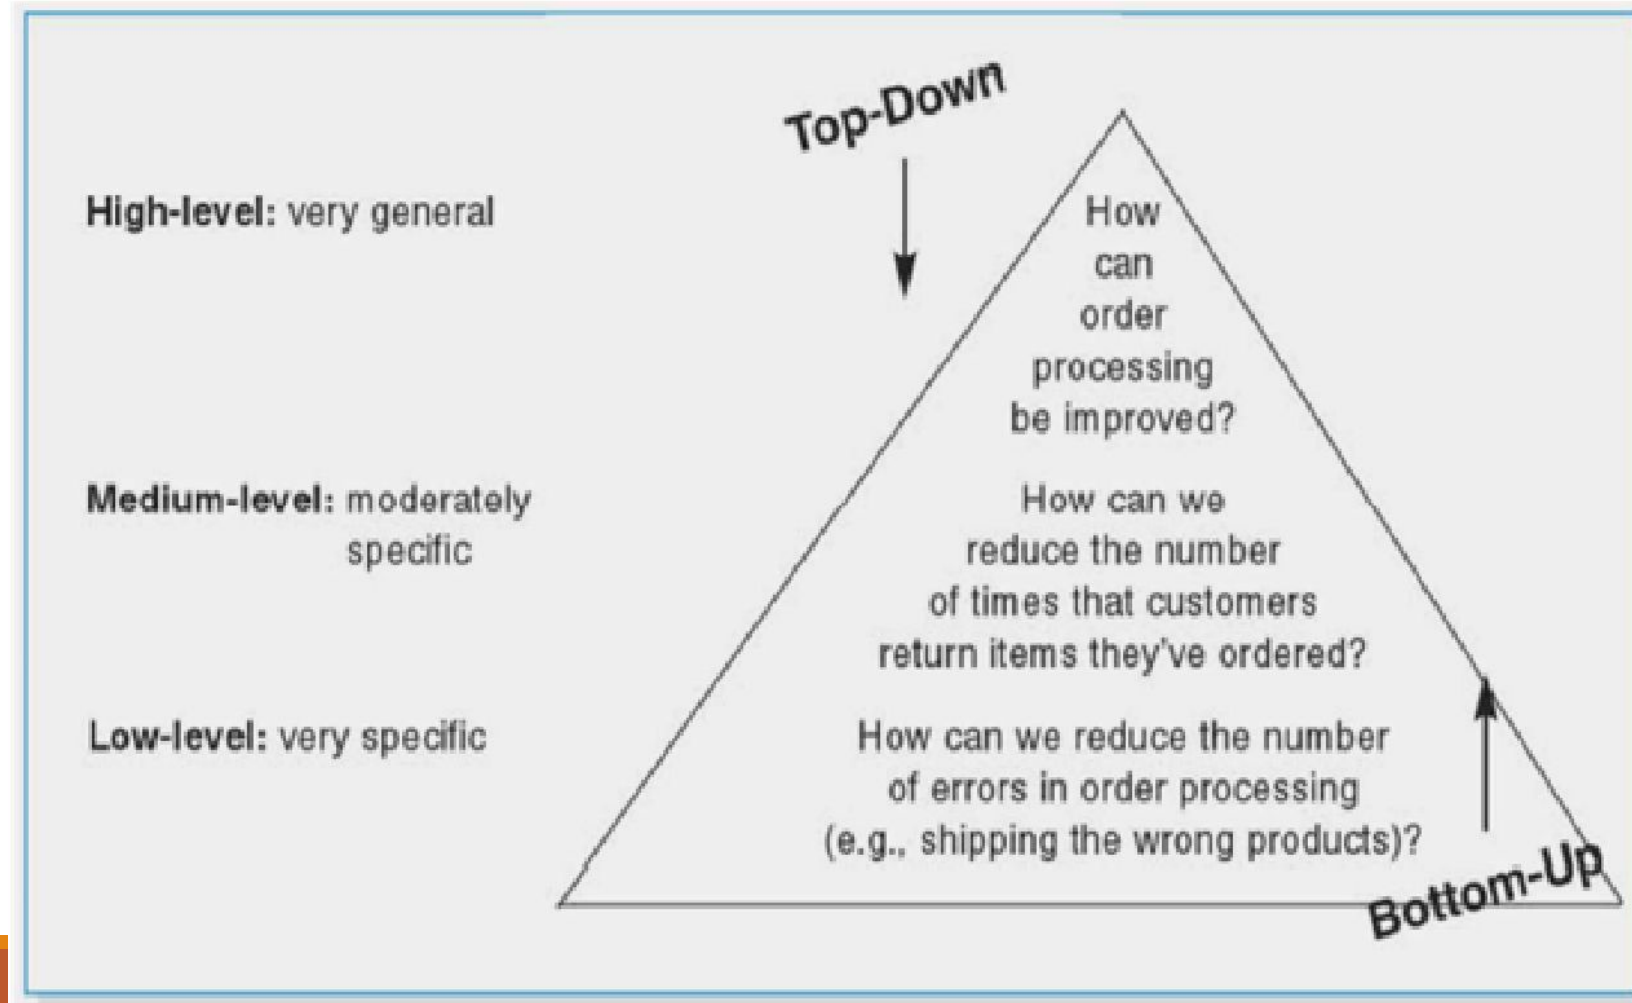 Top-Down
High-level: very general
How
can
order
processing
be improved?
Medium-level: moderately
specific
How can we
reduce the number
of times that customers
return items they've ordered?
Low-level: very specific
How can we reduce the number
of errors in order processing
(e.g., shipping the wrong products)?
Bottom-Up